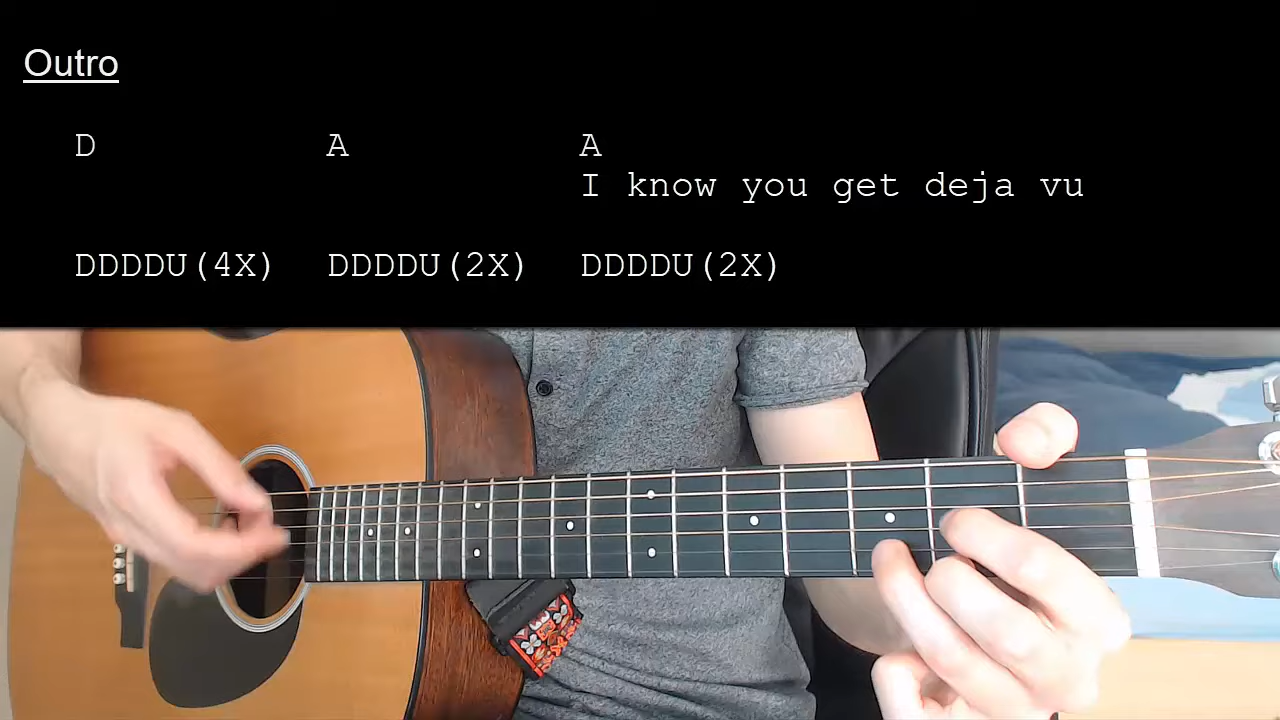 Outro
D A A
I know you get deja vu
DDDDU(4X) DDDDU(2X) DDDDU(2X)